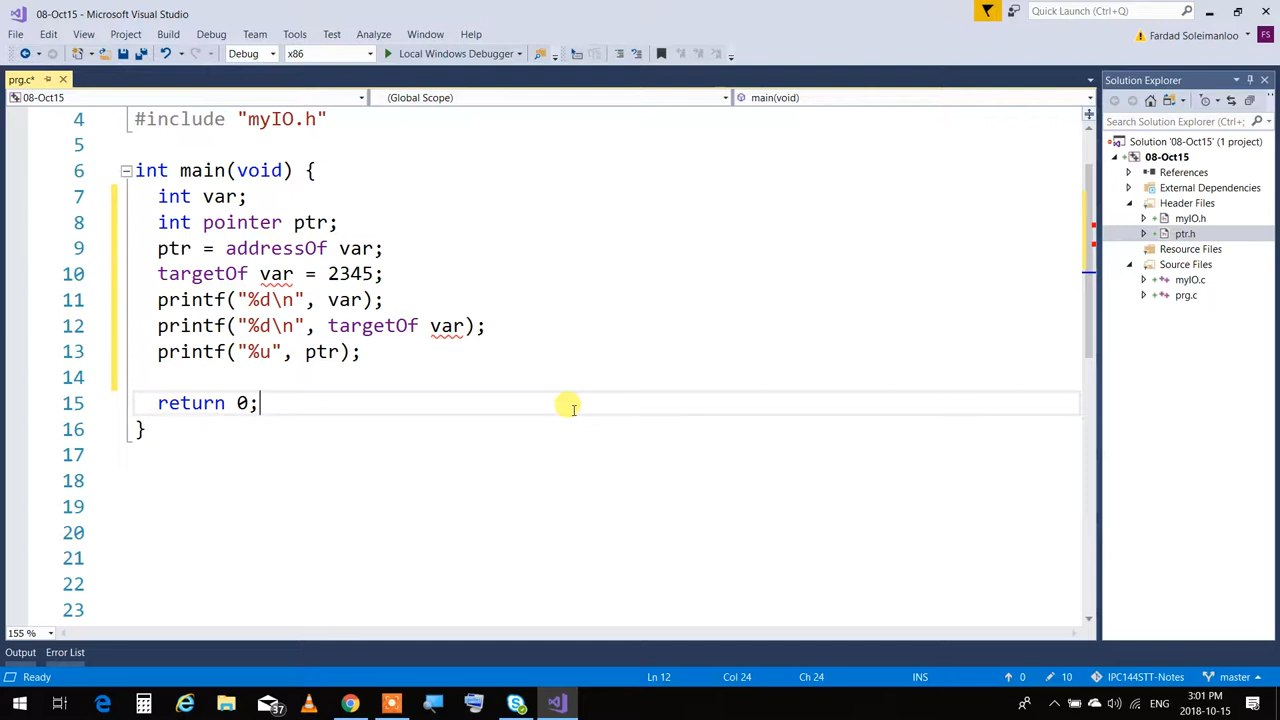 08-Oct15 - Microsoft Visual Studio
Quick Launch (Ctrl+Q)
File Edit View Project Build Debug Team Tools Test Analyze Window Help
Fardad Soleimanloo FS
Debug x86 Local Windows Debugger
prg.c*
08-Oct15 (Global Scope) main(void)
4 #include "myIO.h"
5
6 int main(void) {
7 int var;
8 int pointer ptr;
9 ptr = addressOf var;
10 targetOf var = 2345;
11 printf("%d\n", var);
12 printf("%d\n", targetOf var);
13 printf("%u", ptr);
14
15 return 0;
16 }
17
18
19
20
21
22
23
155 %
Solution Explorer
Search Solution Explorer (Ctrl+;
Solution '08-Oct15' (1 project)
08-Oct15
References
External Dependencies
Header Files
myIO.h
ptr.h
Resource Files
Source Files
myIO.c
prg.c
Output Error List
Ready Ln 12 Col 24 Ch 24 INS 0 10 IPC144STT-Notes master
37 ENG 3:01 PM
2018-10-15